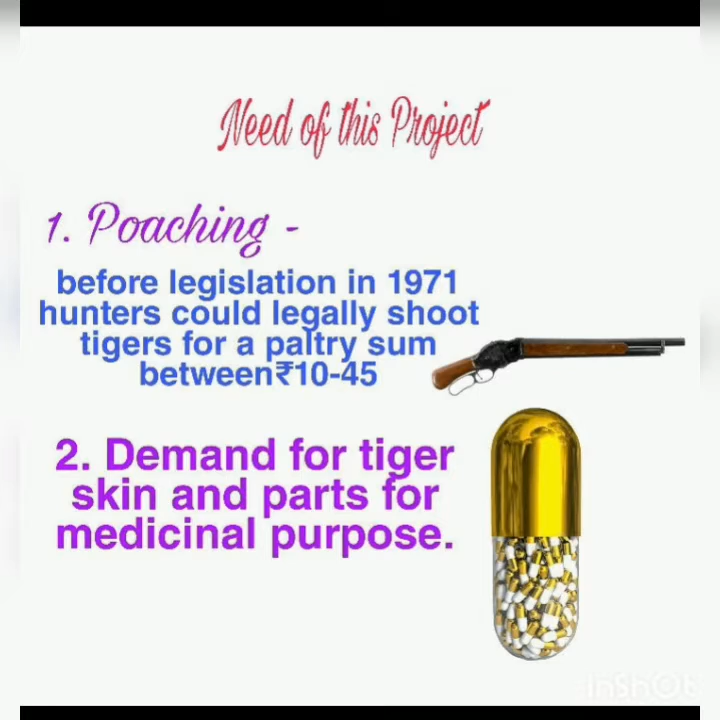 Need of this Project
1. Poaching -
before legislation in 1971
hunters could legally shoot
tigers for a paltry sum
between₹10-45
2. Demand for tiger
skin and parts for
medicinal purpose.
InShOt